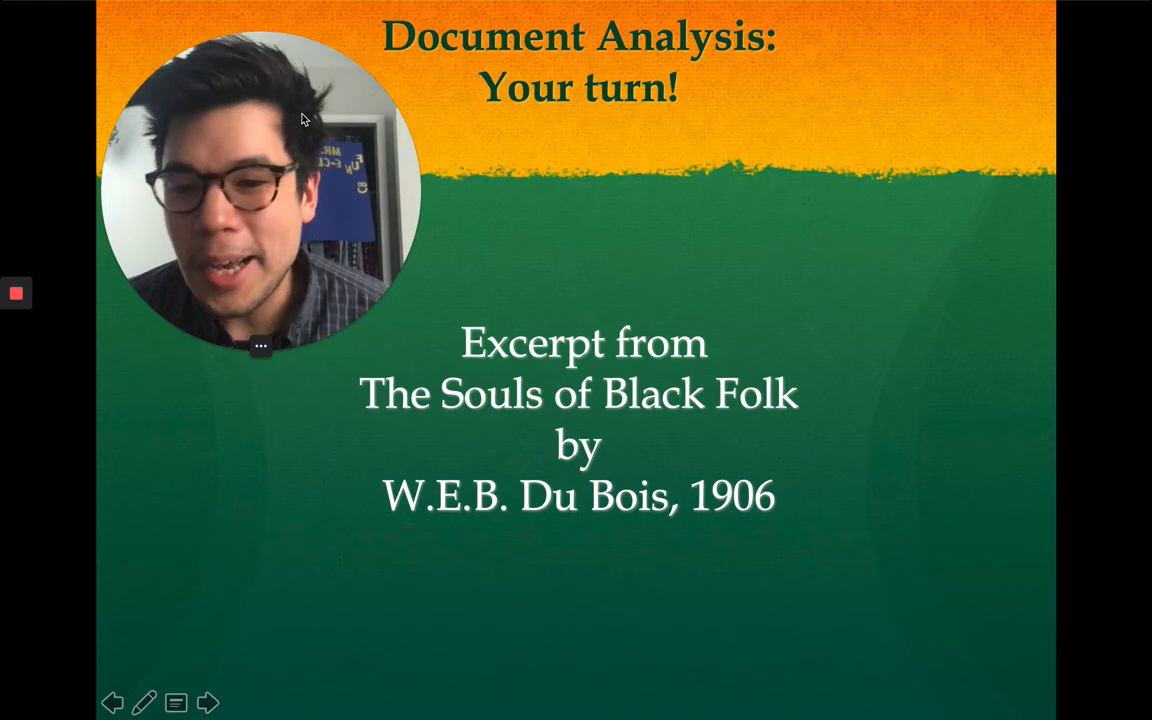 Document Analysis:
Your turn!
Excerpt from
The Souls of Black Folk
by
W.E.B. Du Bois, 1906